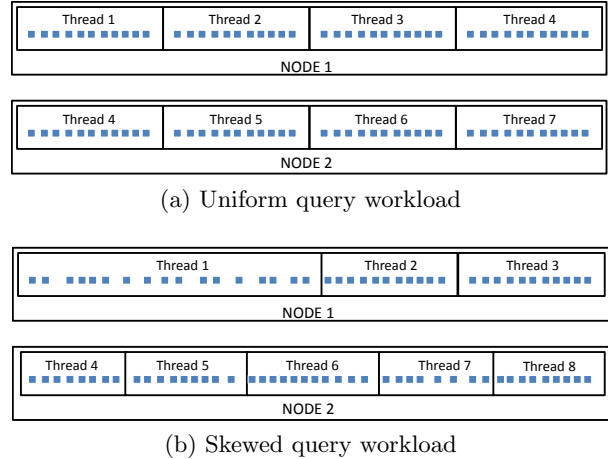 Thread 1 Thread 2 Thread 3 Thread 4
NODE 1
Thread 4 Thread 5 Thread 6 Thread 7
NODE 2
(a) Uniform query workload
Thread 1 Thread 2 Thread 3
NODE 1
Thread 4 Thread 5 Thread 6 Thread 7 Thread 8
NODE 2
(b) Skewed query workload